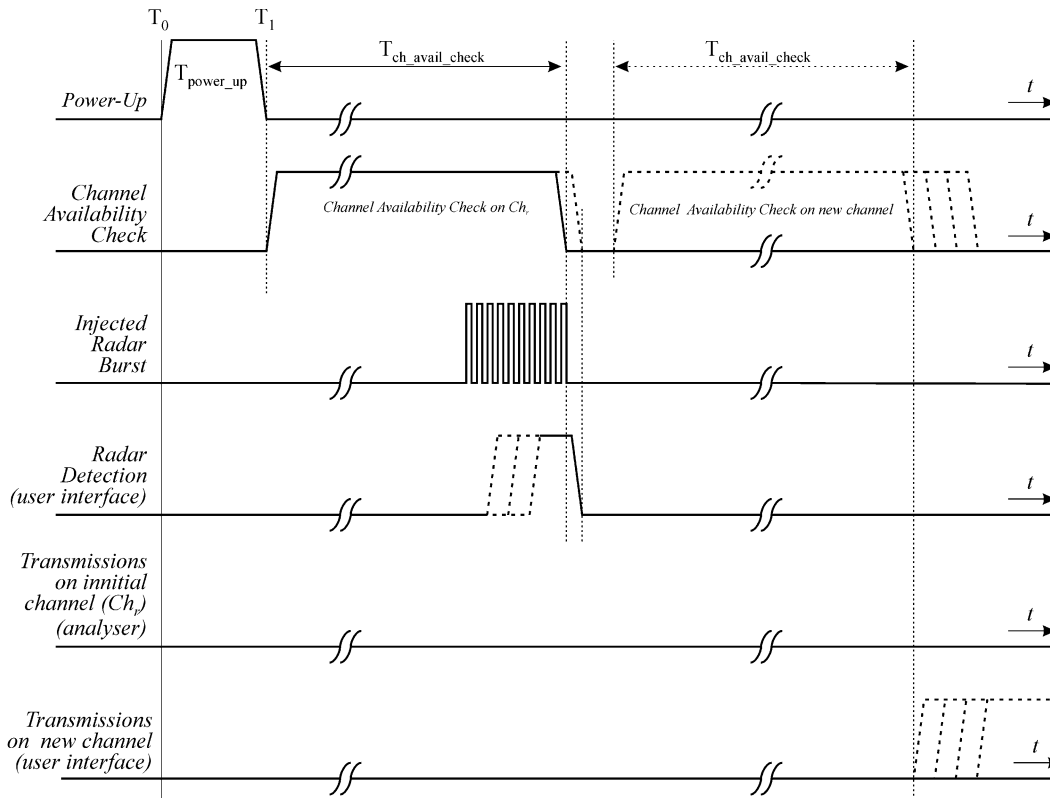 T0 T1
Tpower_up
Tch_avail_check
Tch_avail_check
Power-Up
t
Channel
Availability
Check
Channel Availability Check on Chr
Channel Availability Check on new channel
t
Injected
Radar
Burst
t
Radar
Detection
(user interface)
t
Transmissions
on innitial
channel (Chr)
(analyser)
t
Transmissions
on new channel
(user interface)
t